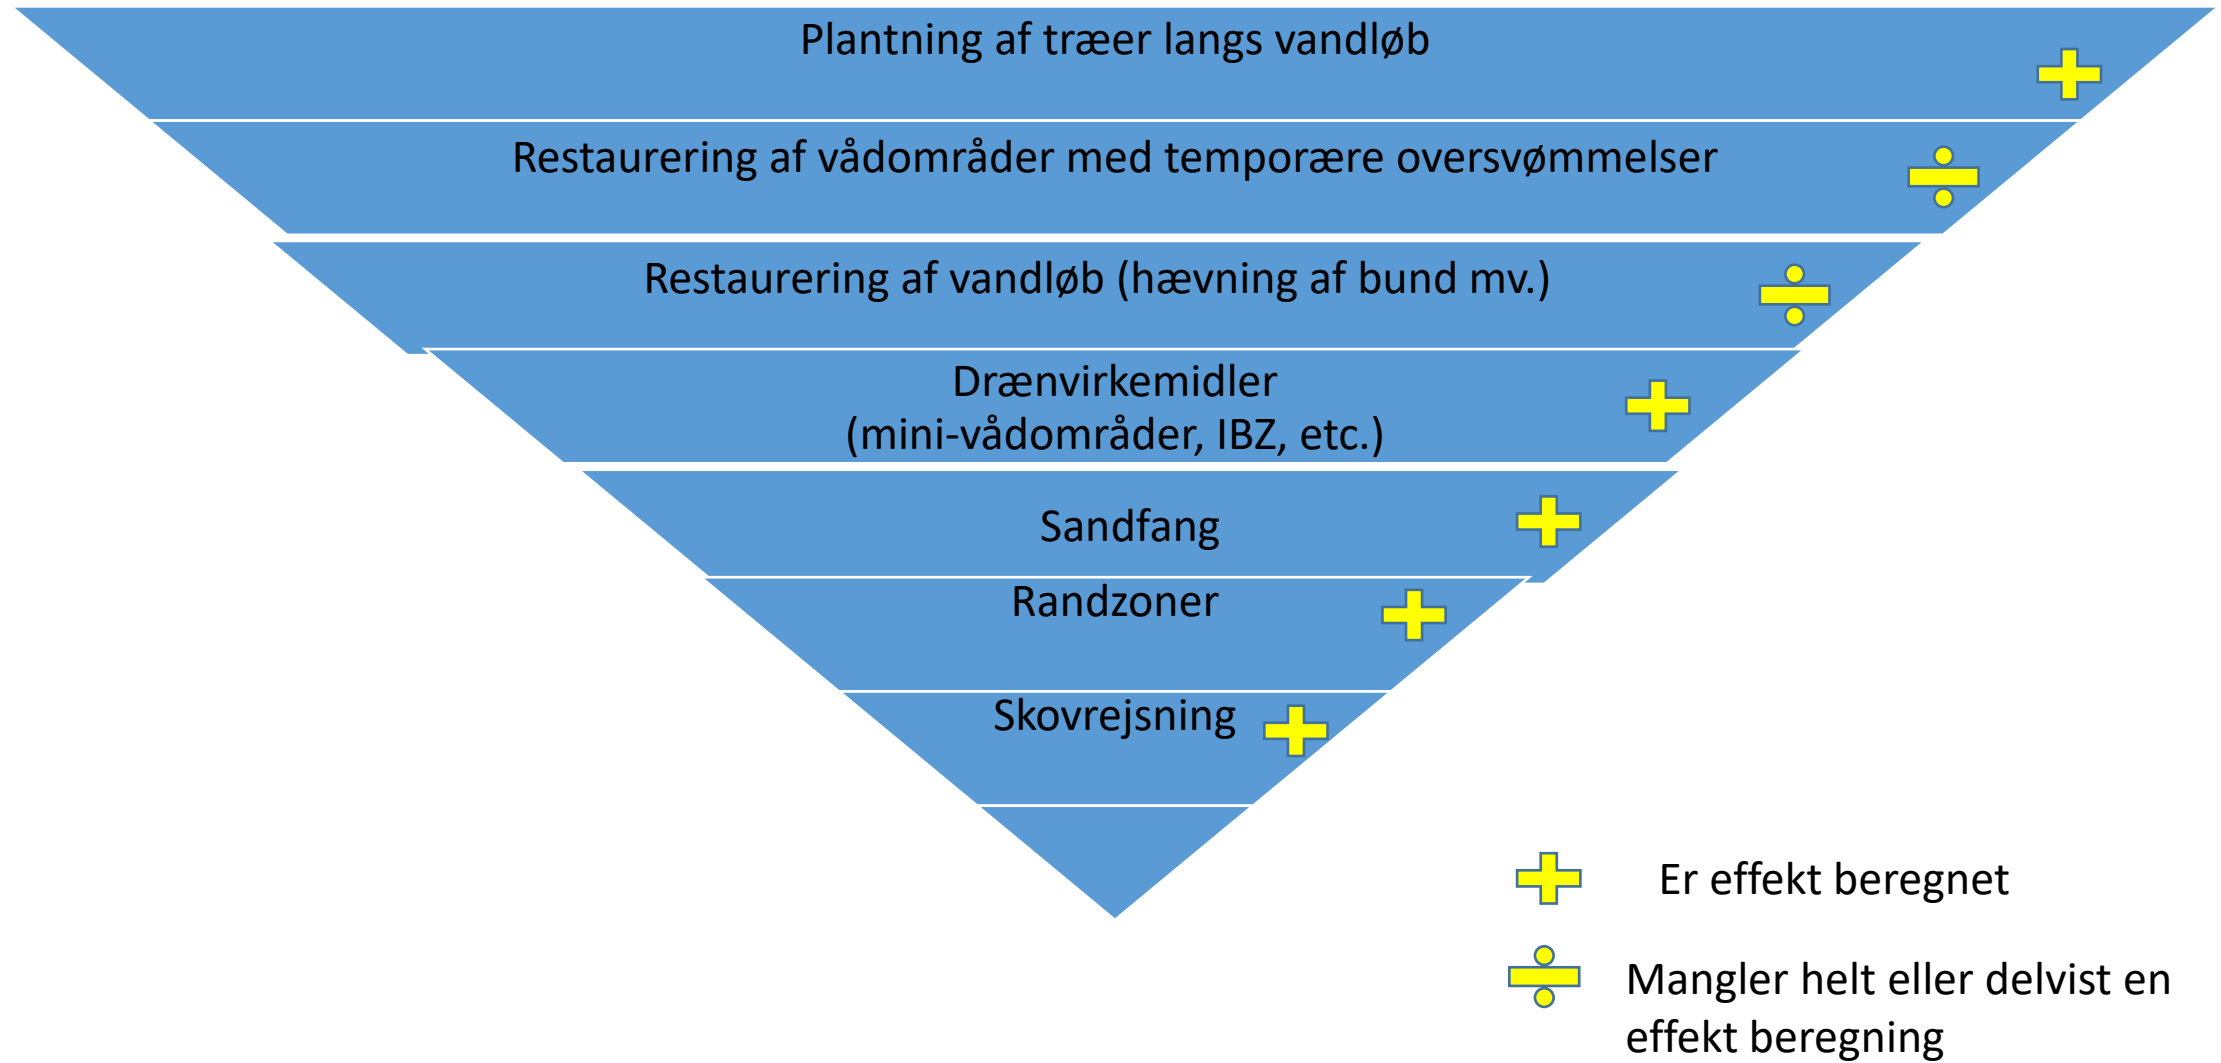 Plantning af træer langs vandløb
Restaurering af vådområder med temporære oversvømmelser
Restaurering af vandløb (hævning af bund mv.)
Drænvirkemidler
(mini-vådområder, IBZ, etc.)
Sandfang
Randzoner
Skovrejsning
Er effekt beregnet
Mangler helt eller delvist en
effekt beregning